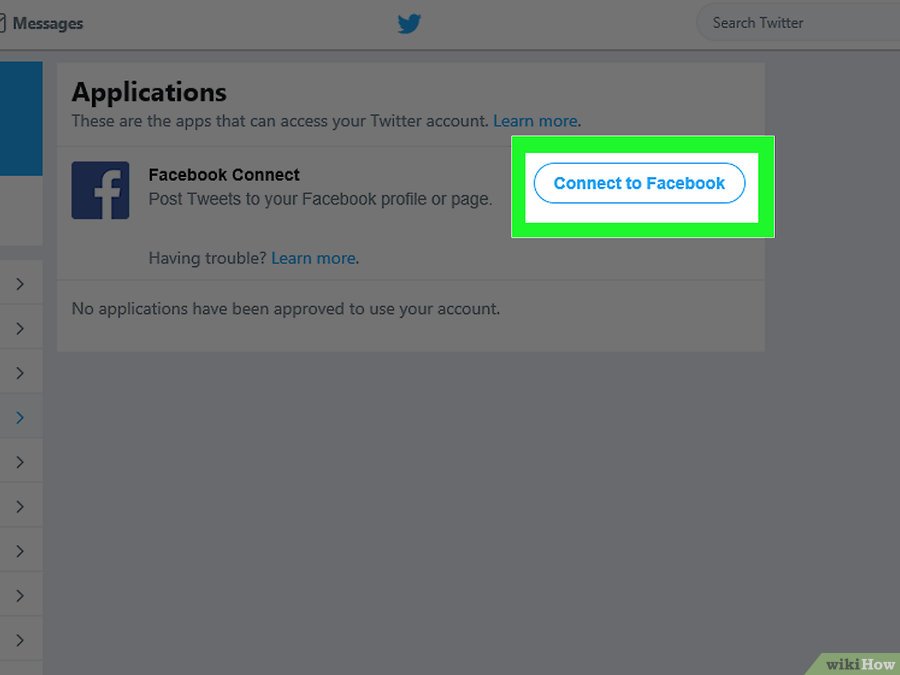 Messages
Search Twitter
Applications
These are the apps that can access your Twitter account. Learn more.
Facebook Connect
Post Tweets to your Facebook profile or page.
Connect to Facebook
Having trouble? Learn more.
No applications have been approved to use your account.
wikiHow